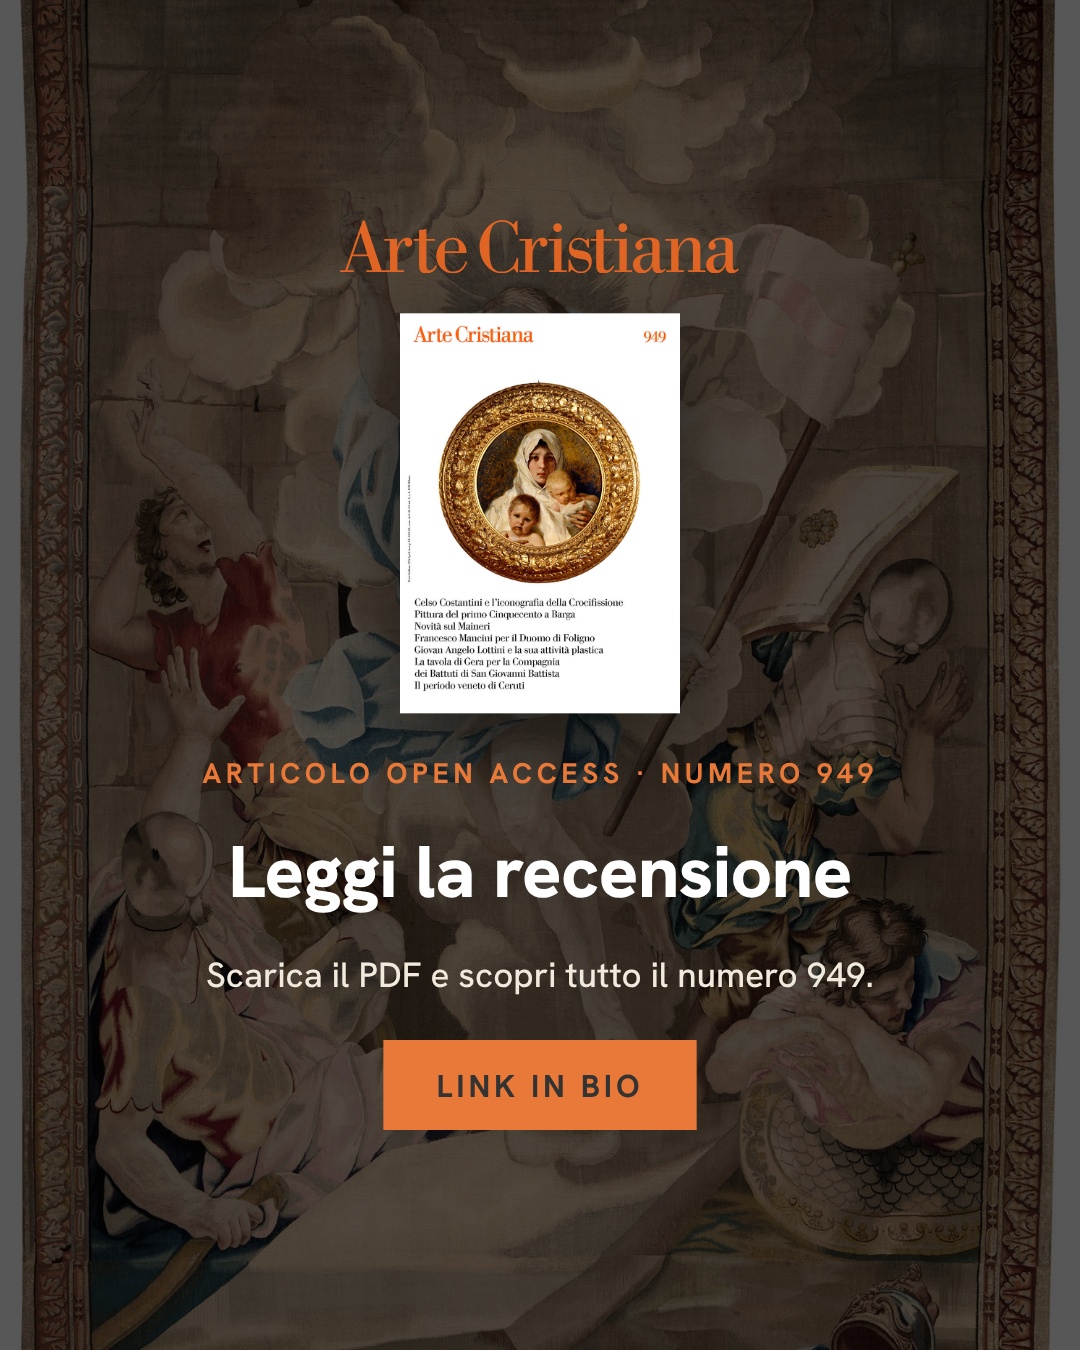 Arte Cristiana
Arte Cristiana 949
Celso Costantini e l'iconografia della Crocifissione
Pittura del primo Cinquecento a Barga
Novità sul Maineri
Francesco Mancini per il Duomo di Foligno
Giovan Angelo Lottini e la sua attività plastica
La tavola di Gera per la Compagnia
dei Battuti di San Giovanni Battista
Il periodo veneto di Ceruti
ARTICOLO OPEN ACCESS · NUMERO 949
Leggi la recensione
Scarica il PDF e scopri tutto il numero 949.
LINK IN BIO